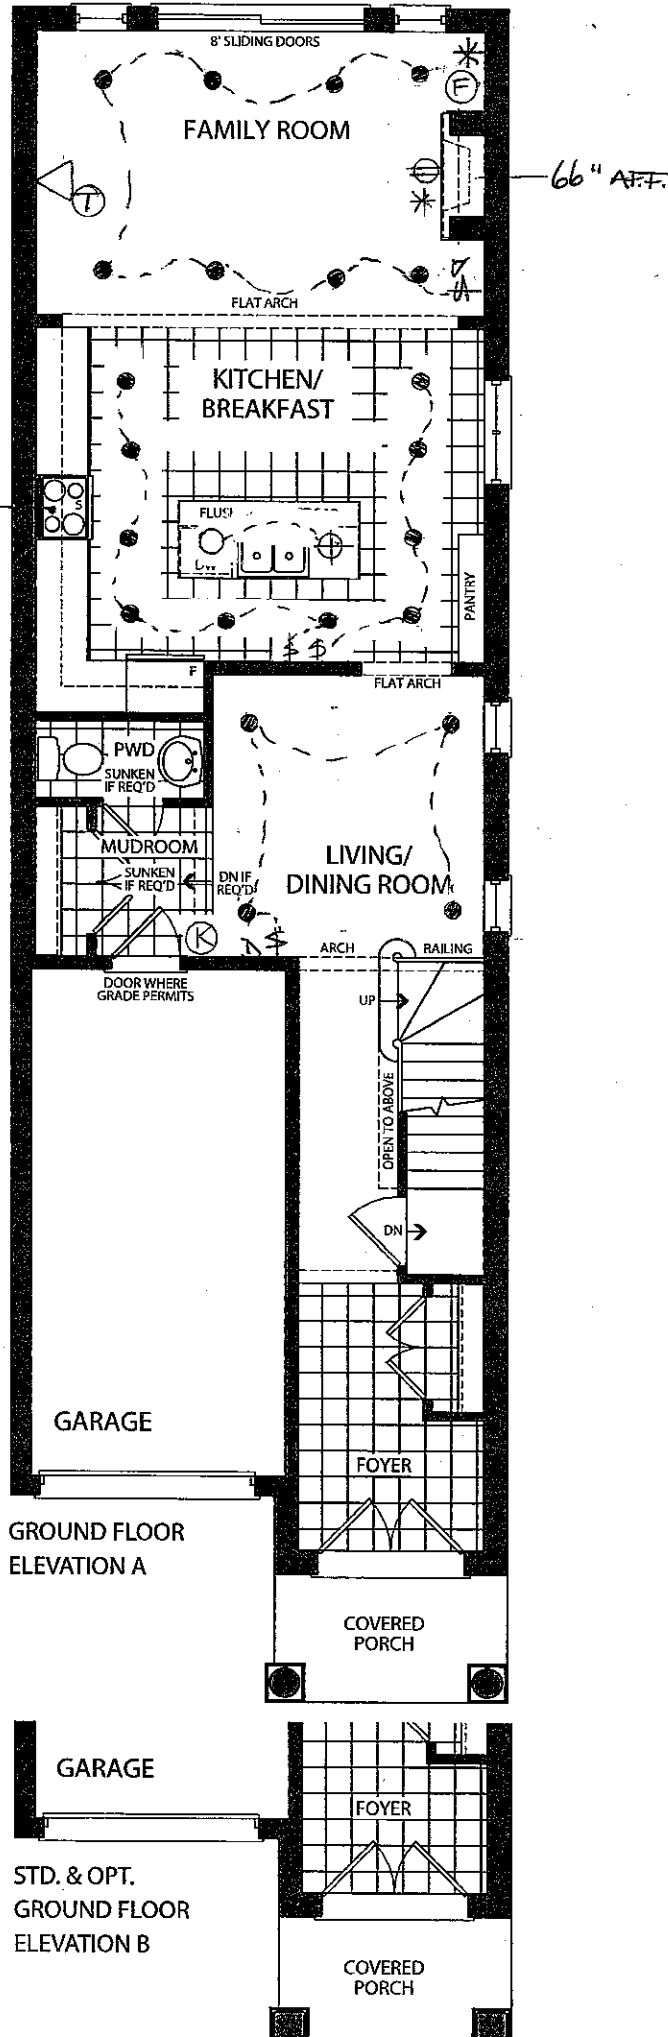 8' SLIDING DOORS
F
FAMILY ROOM
66" A.F.F.
T
FLAT ARCH
KITCHEN/
BREAKFAST
S
FLUSH
DW
PANTRY
$ $
F
FLAT ARCH
PWD
SUNKEN
IF REQ'D
MUDROOM
SUNKEN
IF REQ'D
DN IF
REQ'D
LIVING/
DINING ROOM
K
ARCH
RAILING
DOOR WHERE
GRADE PERMITS
UP
OPEN TO ABOVE
DN
GARAGE
FOYER
GROUND FLOOR
ELEVATION A
COVERED
PORCH
GARAGE
FOYER
STD. & OPT.
GROUND FLOOR
ELEVATION B
COVERED
PORCH